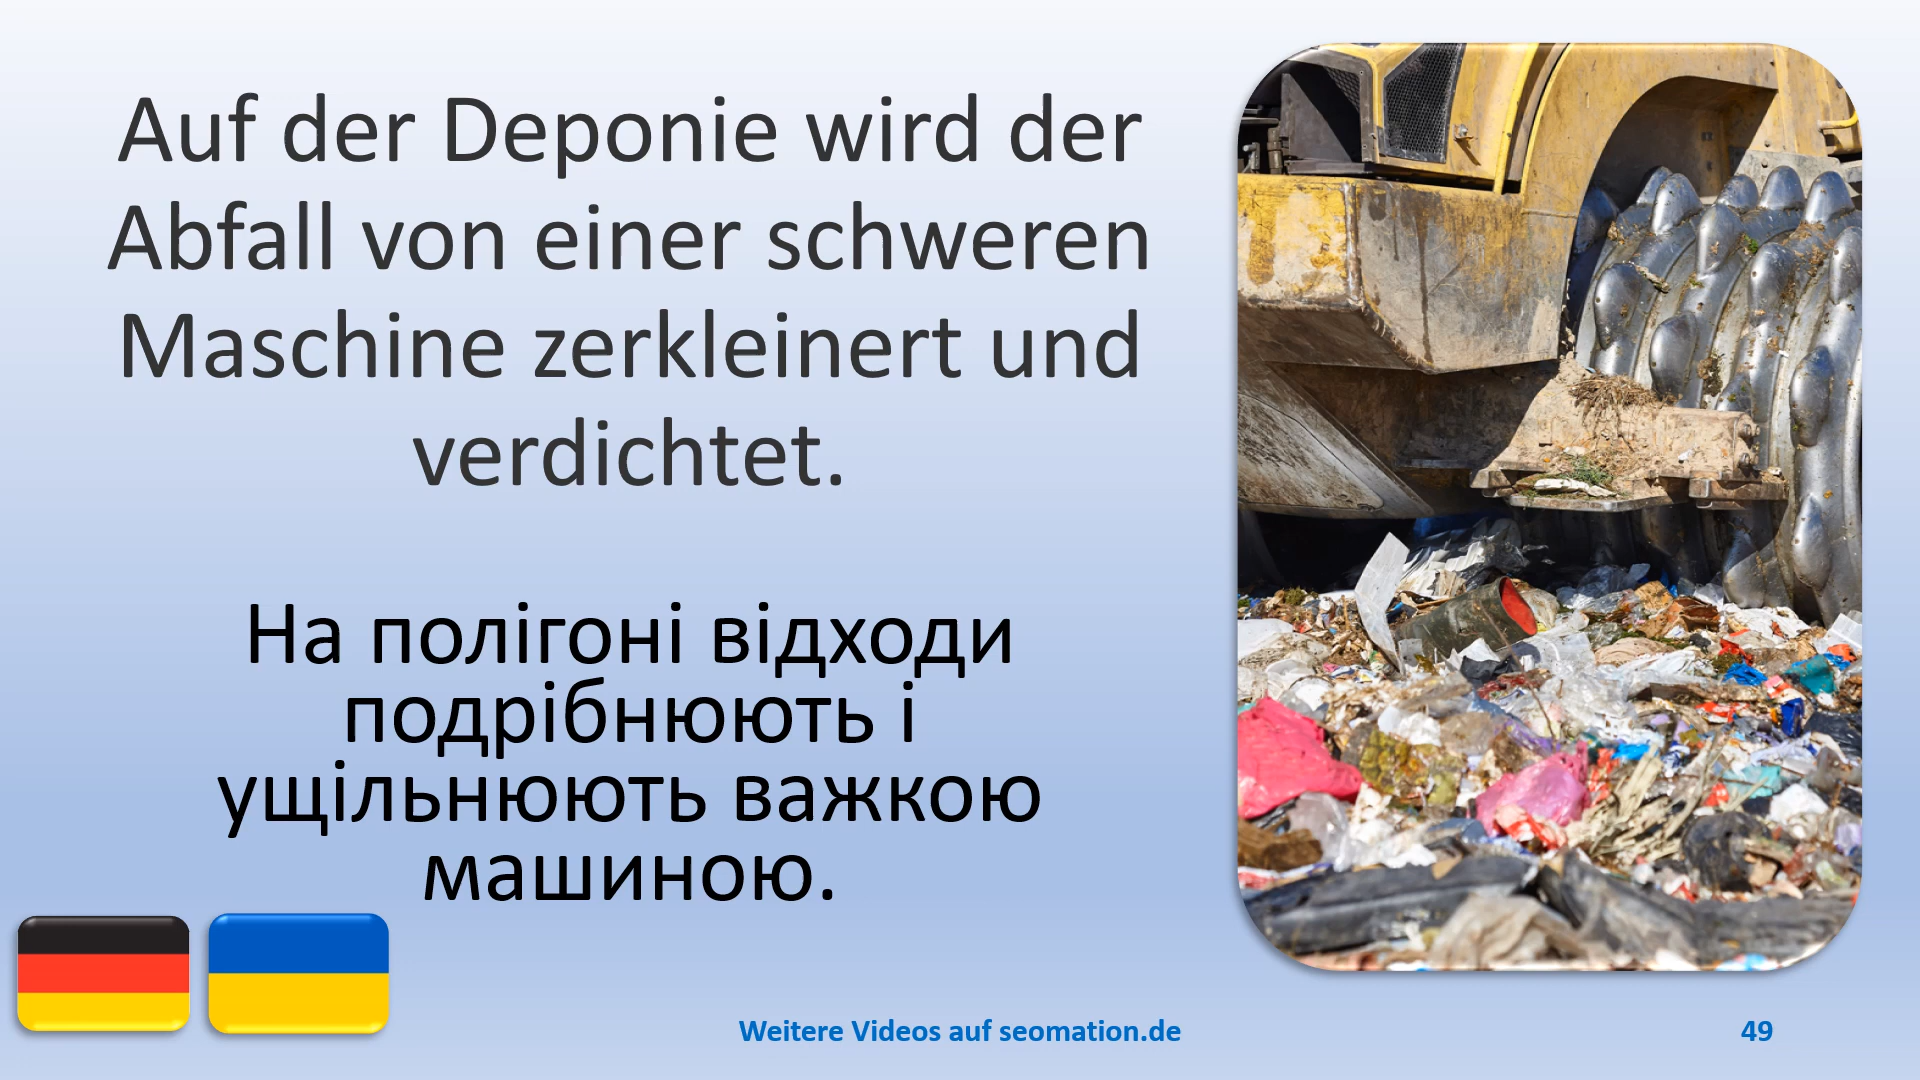 Auf der Deponie wird der
Abfall von einer schweren
Maschine zerkleinert und
verdichtet.
На полігоні відходи
подрібнюють і
ущільнюють важкою
машиною.
Weitere Videos auf seomation.de
49